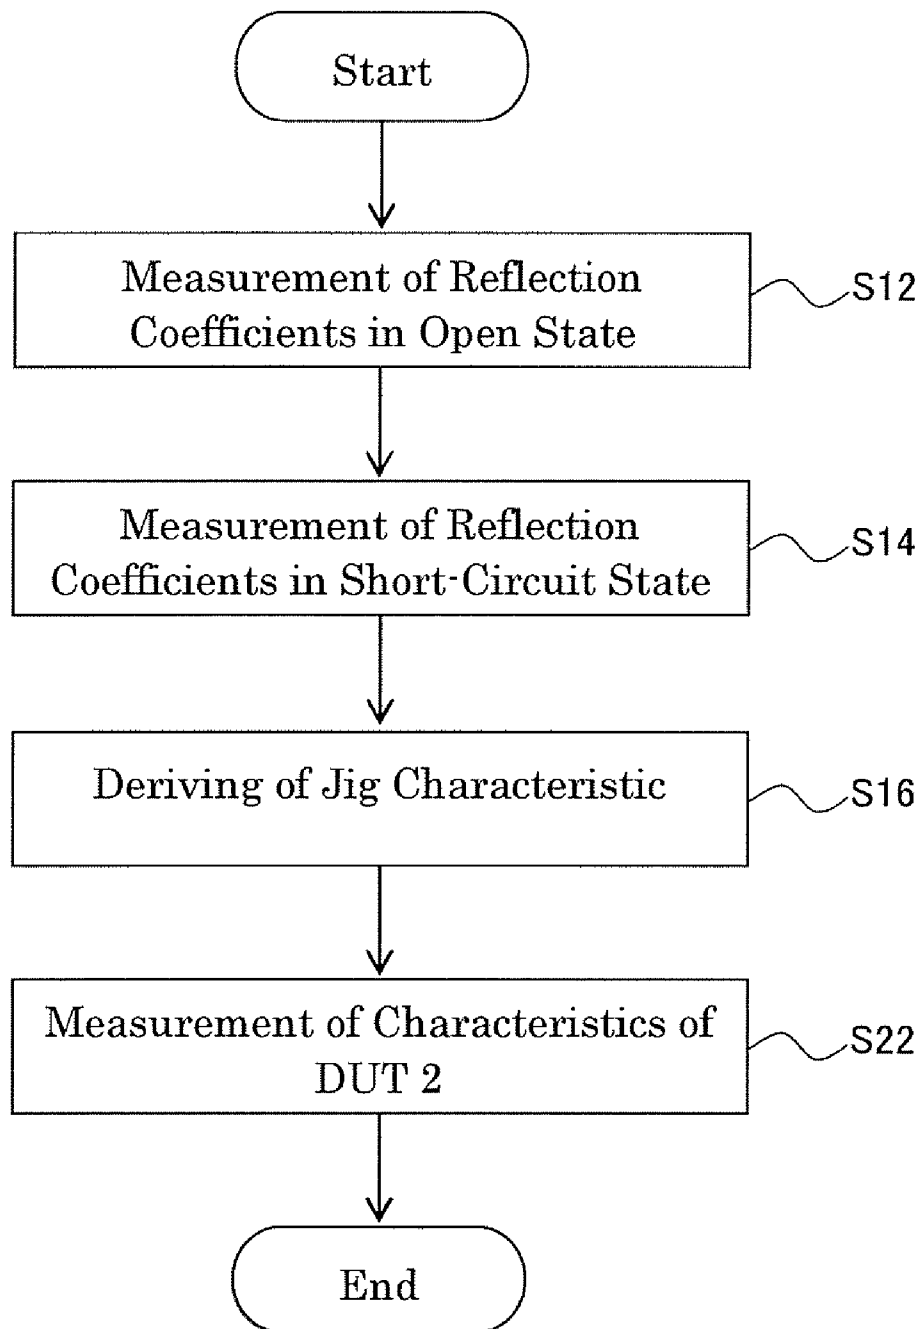 Start
Measurement of Reflection
Coefficients in Open State
S12
Measurement of Reflection
Coefficients in Short-Circuit State
S14
Deriving of Jig Characteristic
S16
Measurement of Characteristics of
DUT 2
S22
End